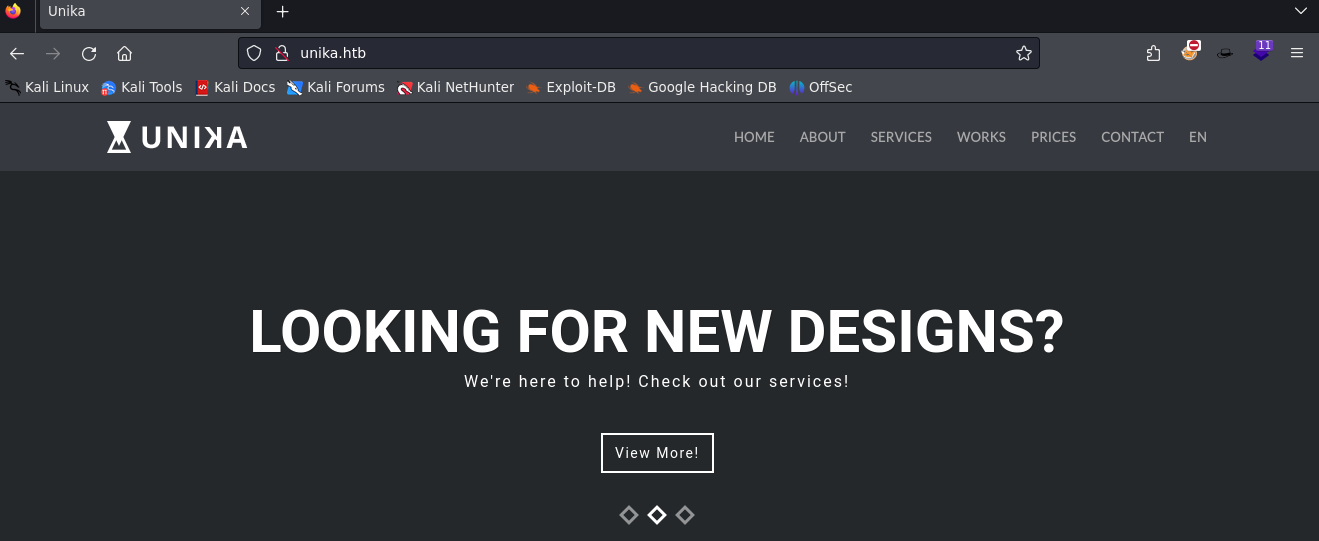 Unika
unika.htb
11
Kali Linux Kali Tools Kali Docs Kali Forums Kali NetHunter Exploit-DB Google Hacking DB OffSec
UNIKA HOME ABOUT SERVICES WORKS PRICES CONTACT EN
LOOKING FOR NEW DESIGNS?
We're here to help! Check out our services!
View More!